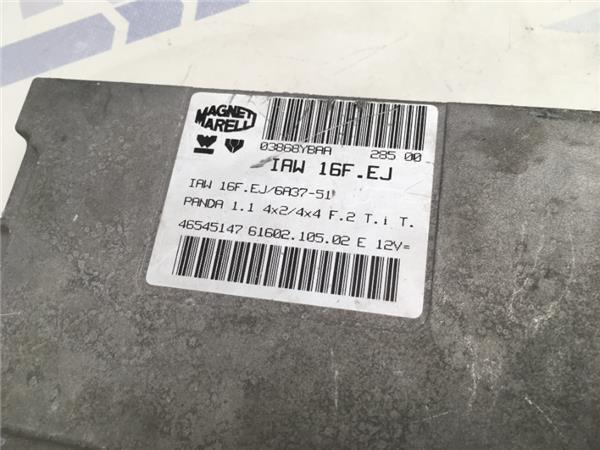 MAGNETI
MARELLI
03868YBAA 285 00
IAW 16F.EJ
IAW 16F.EJ/6A37-51
PANDA 1.1 4x2/4x4 F.2 T.i T.
46545147 61602.105.02 E 12V=